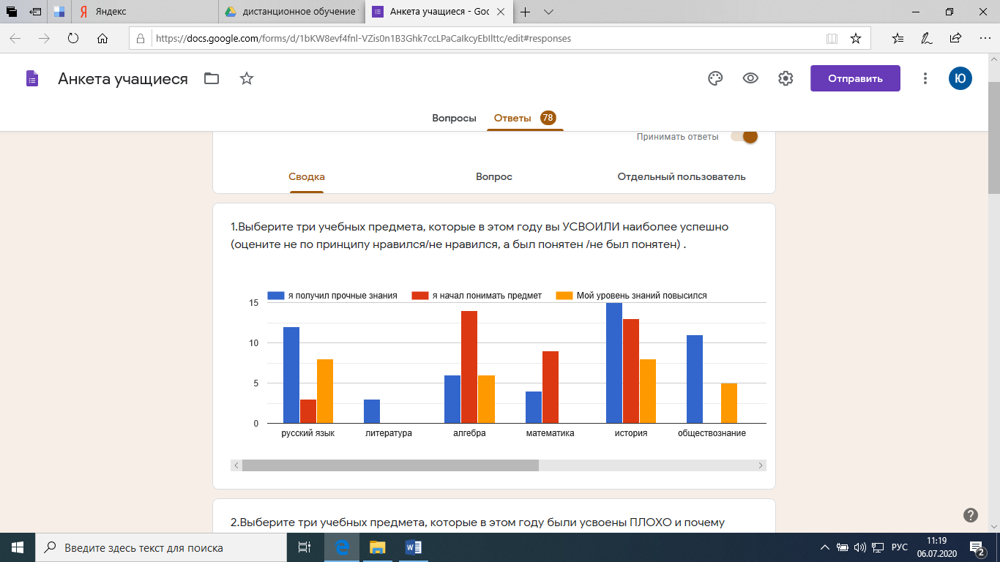 Яндекс
дистанционное обучение
Анкета учащиеся - Goo
https://docs.google.com/forms/d/1bKW8evf4fnl-VZis0n1B3Ghk7ccLPaCaIkcyEbIlttc/edit#responses
Анкета учащиеся
Отправить
Ю
Вопросы
Ответы 78
Принимать ответы
Сводка
Вопрос
Отдельный пользователь
1.Выберите три учебных предмета, которые в этом году вы УСВОИЛИ наиболее успешно
(оцените не по принципу нравился/не нравился, а был понятен /не был понятен) .
я получил прочные знания
я начал понимать предмет
Мой уровень знаний повысился
15
10
5
0
русский язык
литература
алгебра
математика
история
обществознание
2.Выберите три учебных предмета, которые в этом году были усвоены ПЛОХО и почему
Введите здесь текст для поиска
РУС
11:19
06.07.2020
2